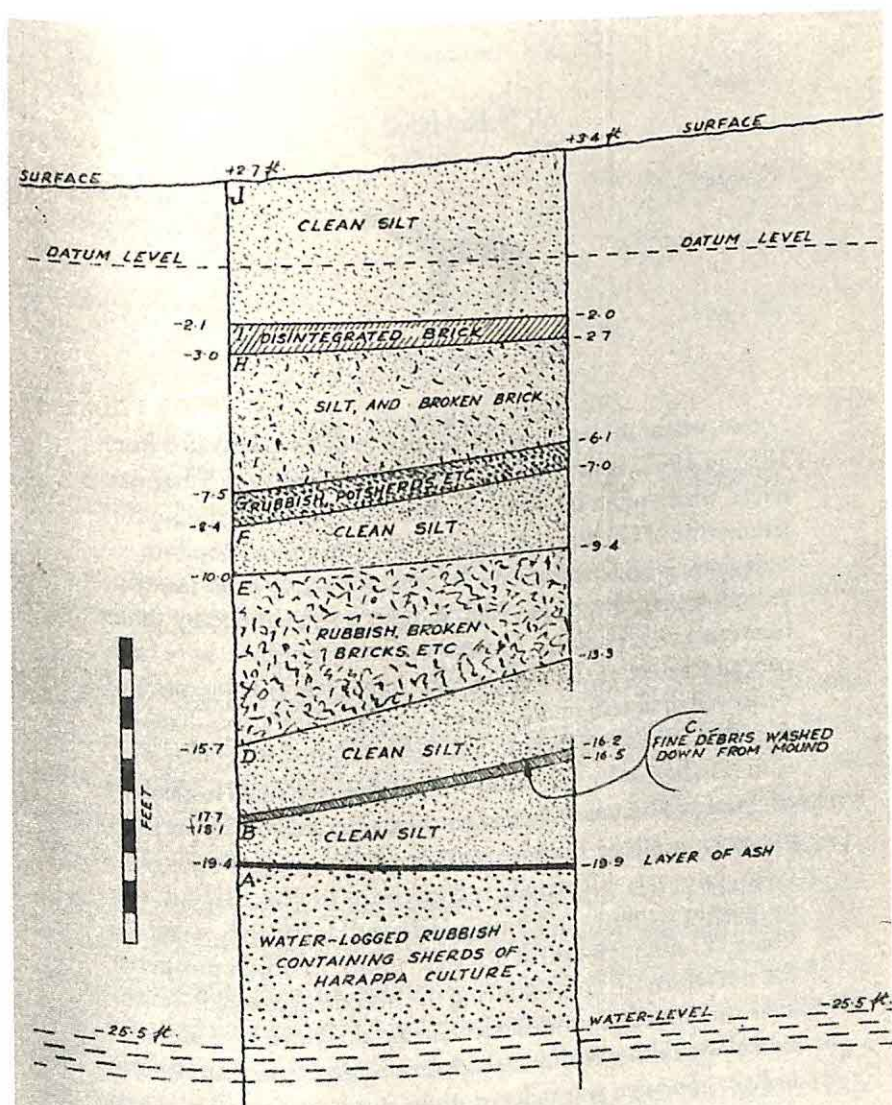 +3.4 ft
SURFACE
+2.7 ft.
SURFACE
J
CLEAN SILT
DATUM LEVEL
DATUM LEVEL
-2.1
-2.0
I DISINTEGRATED BRICK
-2.7
-3.0
H
SILT, AND BROKEN BRICK
-6.1
-7.0
-7.5
G RUBBISH, POTSHERDS, ETC
-8.4
F
CLEAN SILT
-9.4
-10.0
E
RUBBISH, BROKEN
BRICKS, ETC
-13.3
-15.7
D
CLEAN SILT
-16.2
-16.5
C.
FINE DEBRIS WASHED
DOWN FROM MOUND
-17.7
-18.1
B
CLEAN SILT
-19.4
-19.9 LAYER OF ASH
A
FEET
WATER-LOGGED RUBBISH
CONTAINING SHERDS OF
HARAPPA CULTURE
WATER-LEVEL
-25.5 ft.
-25.5 ft.